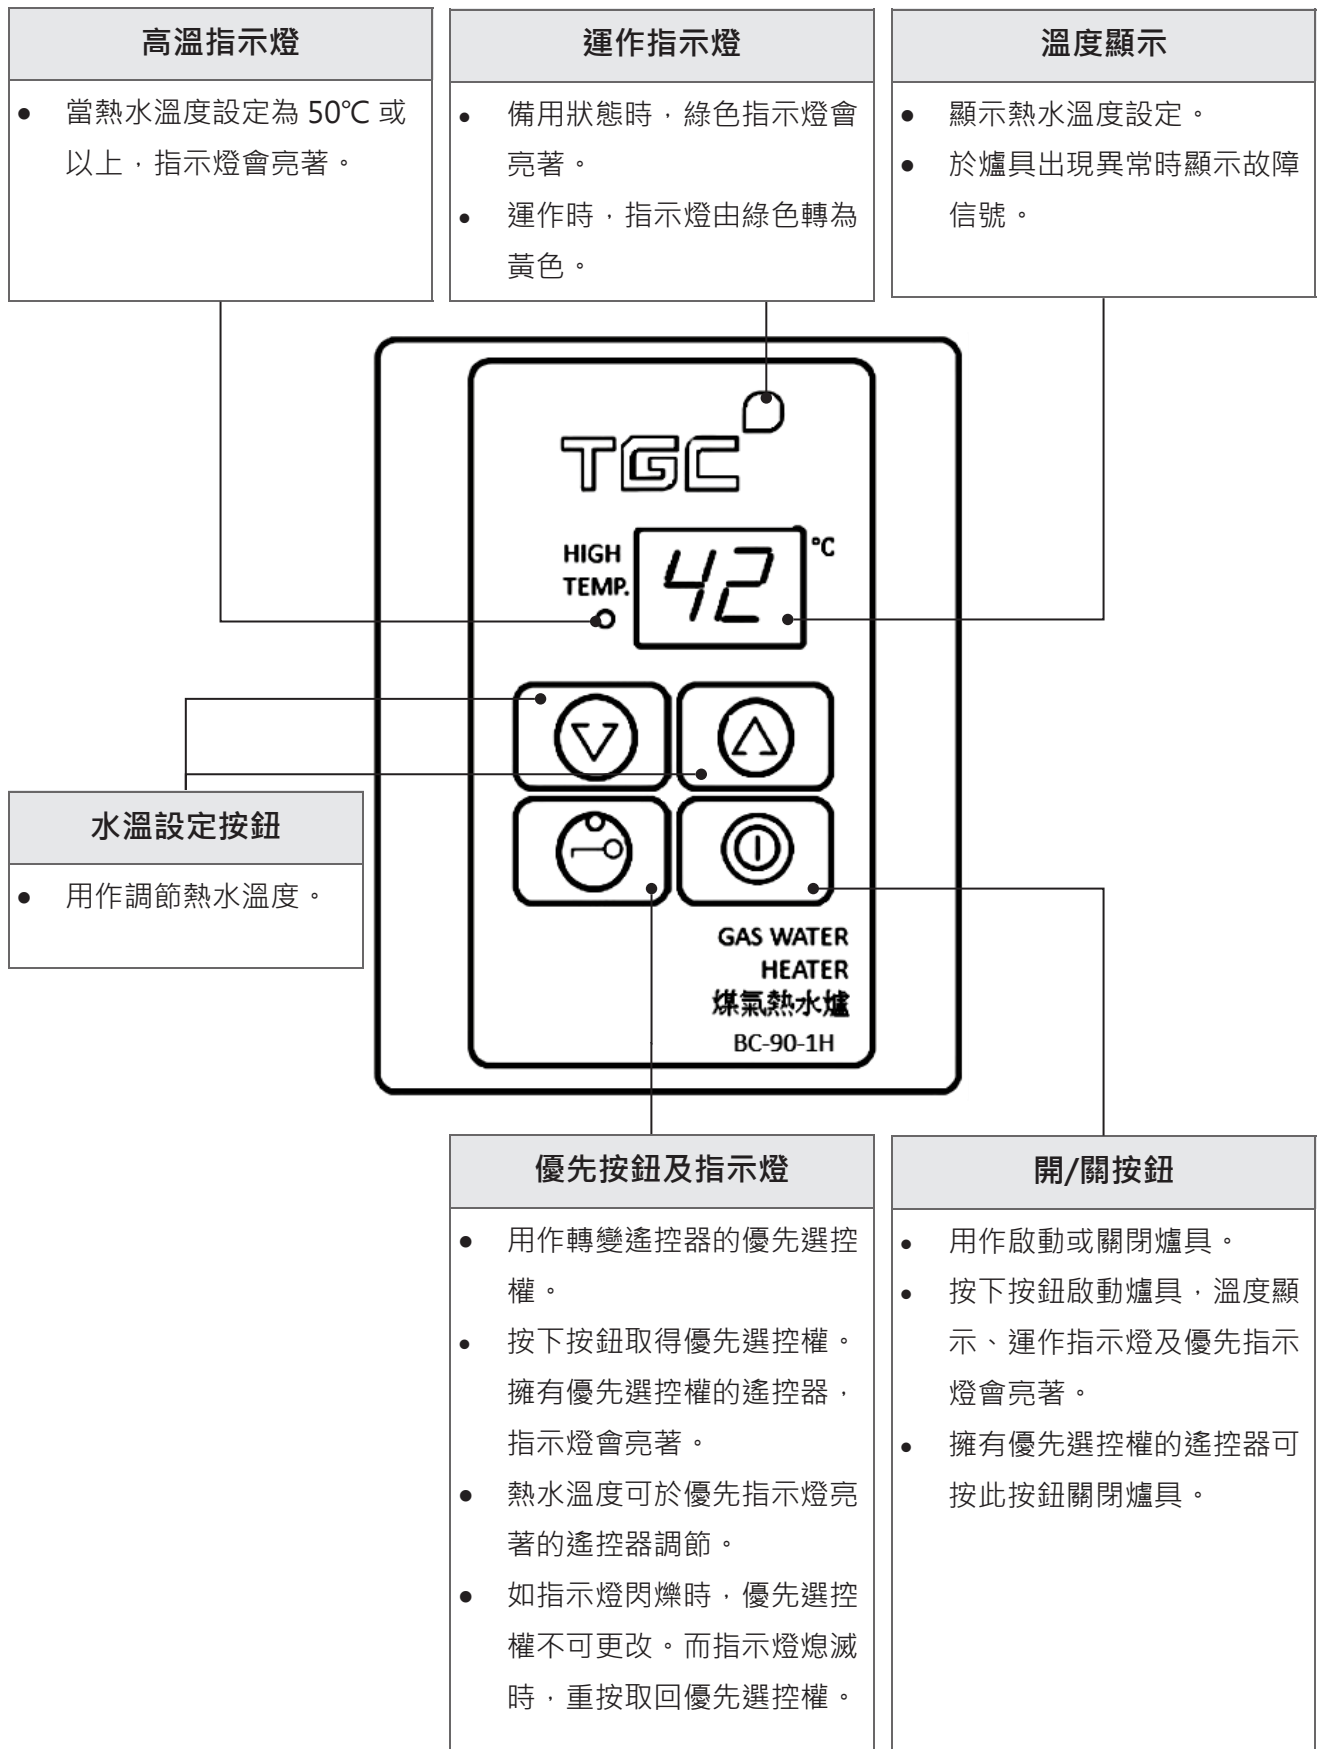 高溫指示燈
● 當熱水溫度設定為 50℃ 或
以上，指示燈會亮著。
運作指示燈
● 備用狀態時，綠色指示燈會
亮著。
● 運作時，指示燈由綠色轉為
黃色。
溫度顯示
● 顯示熱水溫度設定。
● 於爐具出現異常時顯示故障
信號。
TGC
HIGH
TEMP.
42
°C
水溫設定按鈕
● 用作調節熱水溫度。
GAS WATER
HEATER
煤氣熱水爐
BC-90-1H
優先按鈕及指示燈
● 用作轉變遙控器的優先選控
權。
● 按下按鈕取得優先選控權。
擁有優先選控權的遙控器，
指示燈會亮著。
● 熱水溫度可於優先指示燈亮
著的遙控器調節。
● 如指示燈閃爍時，優先選控
權不可更改。而指示燈熄滅
時，重按取回優先選控權。
開/關按鈕
● 用作啟動或關閉爐具。
● 按下按鈕啟動爐具，溫度顯
示、運作指示燈及優先指示
燈會亮著。
● 擁有優先選控權的遙控器可
按此按鈕關閉爐具。